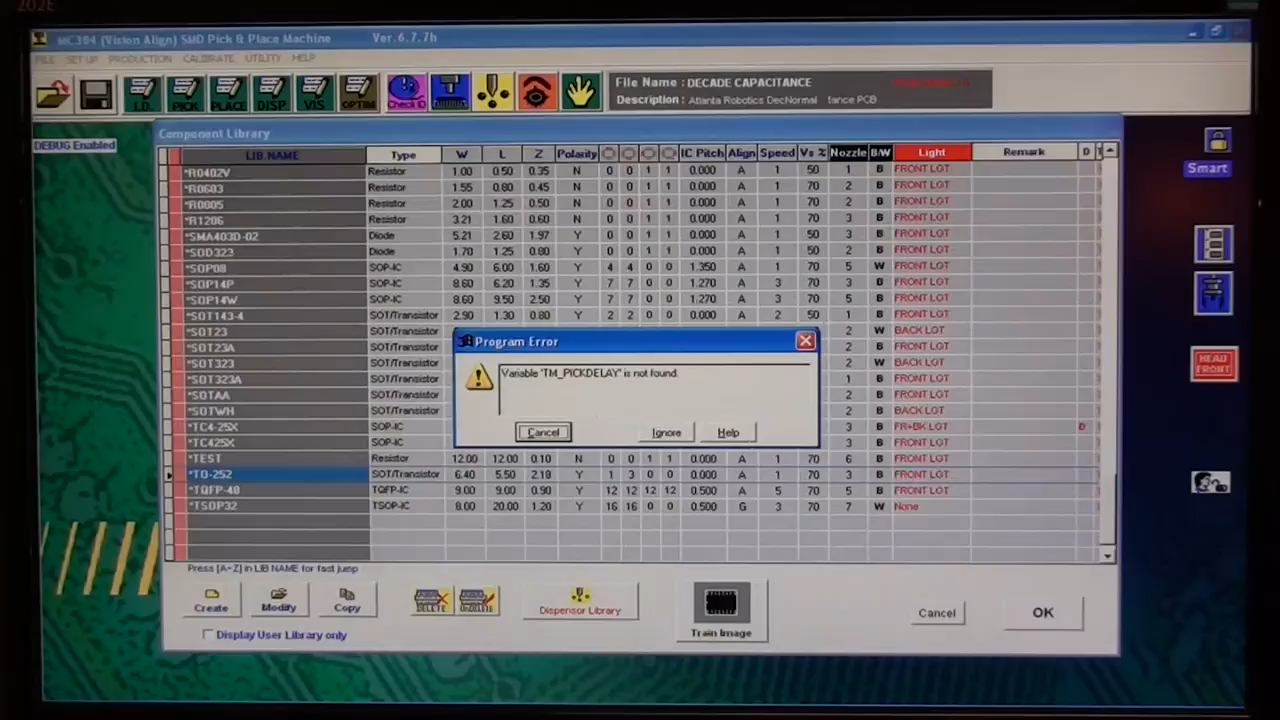 MC384 (Vision Align) SMD Pick & Place Machine Ver.6.7.7h
FILE SETUP PRODUCTION CALIBRATE UTILITY HELP
I.D. PICK PLACE DISP VIS OPTIM Check ID
File Name : DECADE CAPACITANCE
Description : Atlanta Robotics DecNormal tance PCB
DEBUG Enabled
Component Library
LIB.NAME Type W L Z Polarity IC Pitch Align Speed Vs % Nozzle B/W Light Remark D
*R0402V Resistor 1.00 0.50 0.35 N 0 0 1 1 0.000 A 1 50 1 B FRONT LOT
*R0603 Resistor 1.55 0.80 0.45 N 0 0 1 1 0.000 A 1 70 2 B FRONT LOT
*R0805 Resistor 2.00 1.25 0.50 N 0 0 1 1 0.000 A 1 70 2 B FRONT LOT
*R1206 Resistor 3.21 1.60 0.60 N 0 0 1 1 0.000 A 1 70 3 B FRONT LOT
*SMA403D-02 Diode 5.21 2.60 1.97 Y 0 0 1 1 0.000 A 1 50 3 B FRONT LOT
*SOD323 Diode 1.70 1.25 0.80 Y 0 0 1 1 0.000 A 1 50 2 B FRONT LOT
*SOP08 SOP-IC 4.90 6.00 1.60 Y 4 4 0 0 1.350 A 1 70 5 W FRONT LOT
*SOP14P SOP-IC 8.60 6.20 1.35 Y 7 7 0 0 1.270 A 3 70 3 B FRONT LOT
*SOP14W SOP-IC 8.60 9.50 2.50 Y 7 7 0 0 1.270 A 3 70 5 B FRONT LOT
*SOT143-4 SOT/Transistor 2.90 1.30 0.80 Y 2 2 0 0 0.000 A 2 50 1 B FRONT LOT
*SOT23 SOT/Transistor 2 W BACK LOT
*SOT23A SOT/Transistor 2 B FRONT LOT
*SOT323 SOT/Transistor 2 W BACK LOT
*SOT323A SOT/Transistor 1 B FRONT LOT
*SOTAA SOT/Transistor 2 B FRONT LOT
*SOTWH SOT/Transistor 2 B BACK LOT
*TC4-25X SOP-IC 3 B FR+BK LOT D
*TC425X SOP-IC 3 B FRONT LOT
*TEST Resistor 12.00 12.00 0.10 N 0 0 1 1 0.000 A 1 70 6 B FRONT LOT
*TO-252 SOT/Transistor 6.40 5.50 2.18 Y 1 3 0 0 0.000 A 1 70 3 B FRONT LOT
*TQFP-48 TQFP-IC 9.00 9.00 0.90 Y 12 12 12 12 0.500 A 5 70 5 B FRONT LOT
*TSOP32 TSOP-IC 8.00 20.00 1.20 Y 16 16 0 0 0.500 G 3 70 7 W None
Program Error
Variable 'TM_PICKDELAY' is not found.
Cancel Ignore Help
Press [A~Z] in LIB NAME for fast jump
Create Modify Copy DELETE Dispensor Library Train Image Cancel OK
Display User Library only
Smart
HEAD
FRONT